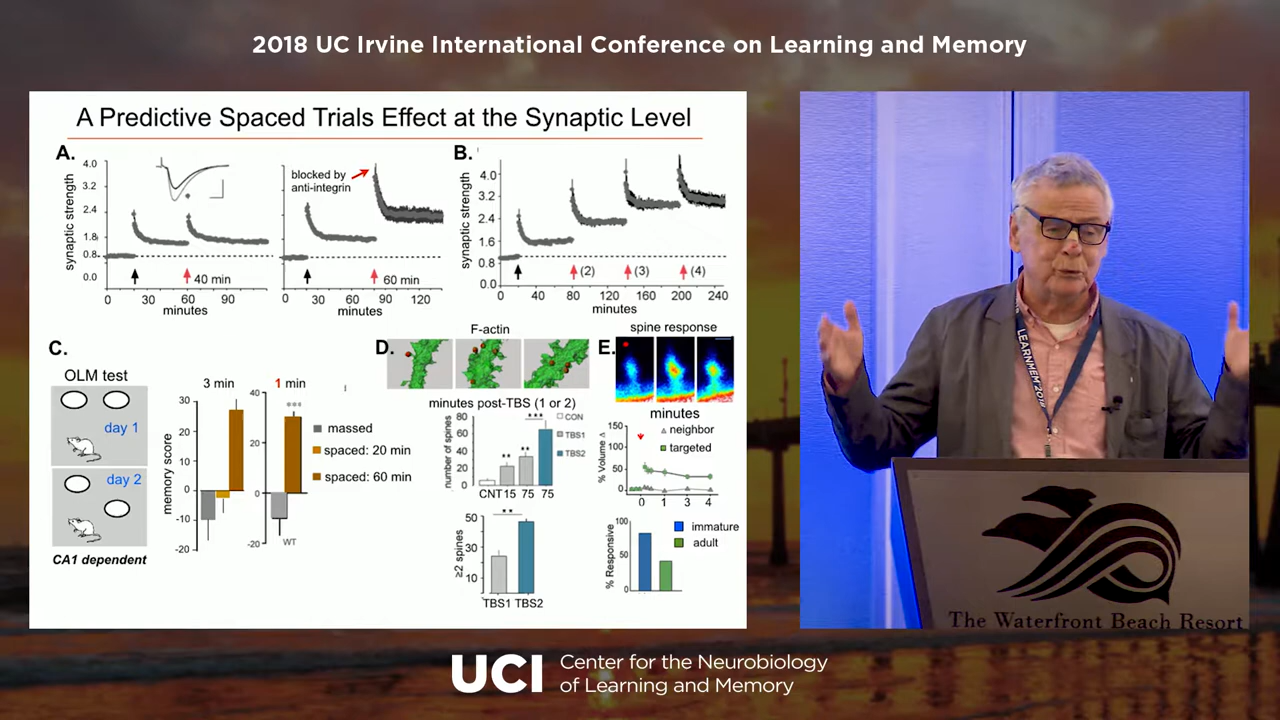 2018 UC Irvine International Conference on Learning and Memory
A Predictive Spaced Trials Effect at the Synaptic Level
A.
synaptic strength
4.0
3.2
2.4
1.6
0.8
0.0
40 min
0 30 60 90
minutes
blocked by
anti-integrin
60 min
0 30 60 90 120
minutes
B.
synaptic strength
4.0
3.2
2.4
1.6
0.8
0
(2) (3) (4)
0 40 80 120 160 200 240
minutes
C.
OLM test
day 1
day 2
CA1 dependent
3 min
memory score
30
20
10
0
-10
-20
1 min
40
20
0
-20
***
WT
massed
spaced: 20 min
spaced: 60 min
D.
F-actin
minutes post-TBS (1 or 2)
number of spines
80
60
40
20
0
** ** ***
CON
TBS1
TBS2
CNT 15 75 75
≥2 spines
50
30
10
**
TBS1 TBS2
E.
spine response
minutes
% Volume Δ
150
100
50
0
neighbor
targeted
0 1 3 4
% Responsive
100
50
0
immature
adult
LEARNMEM 2018
The Waterfront Beach Resort
UCI
Center for the Neurobiology
of Learning and Memory